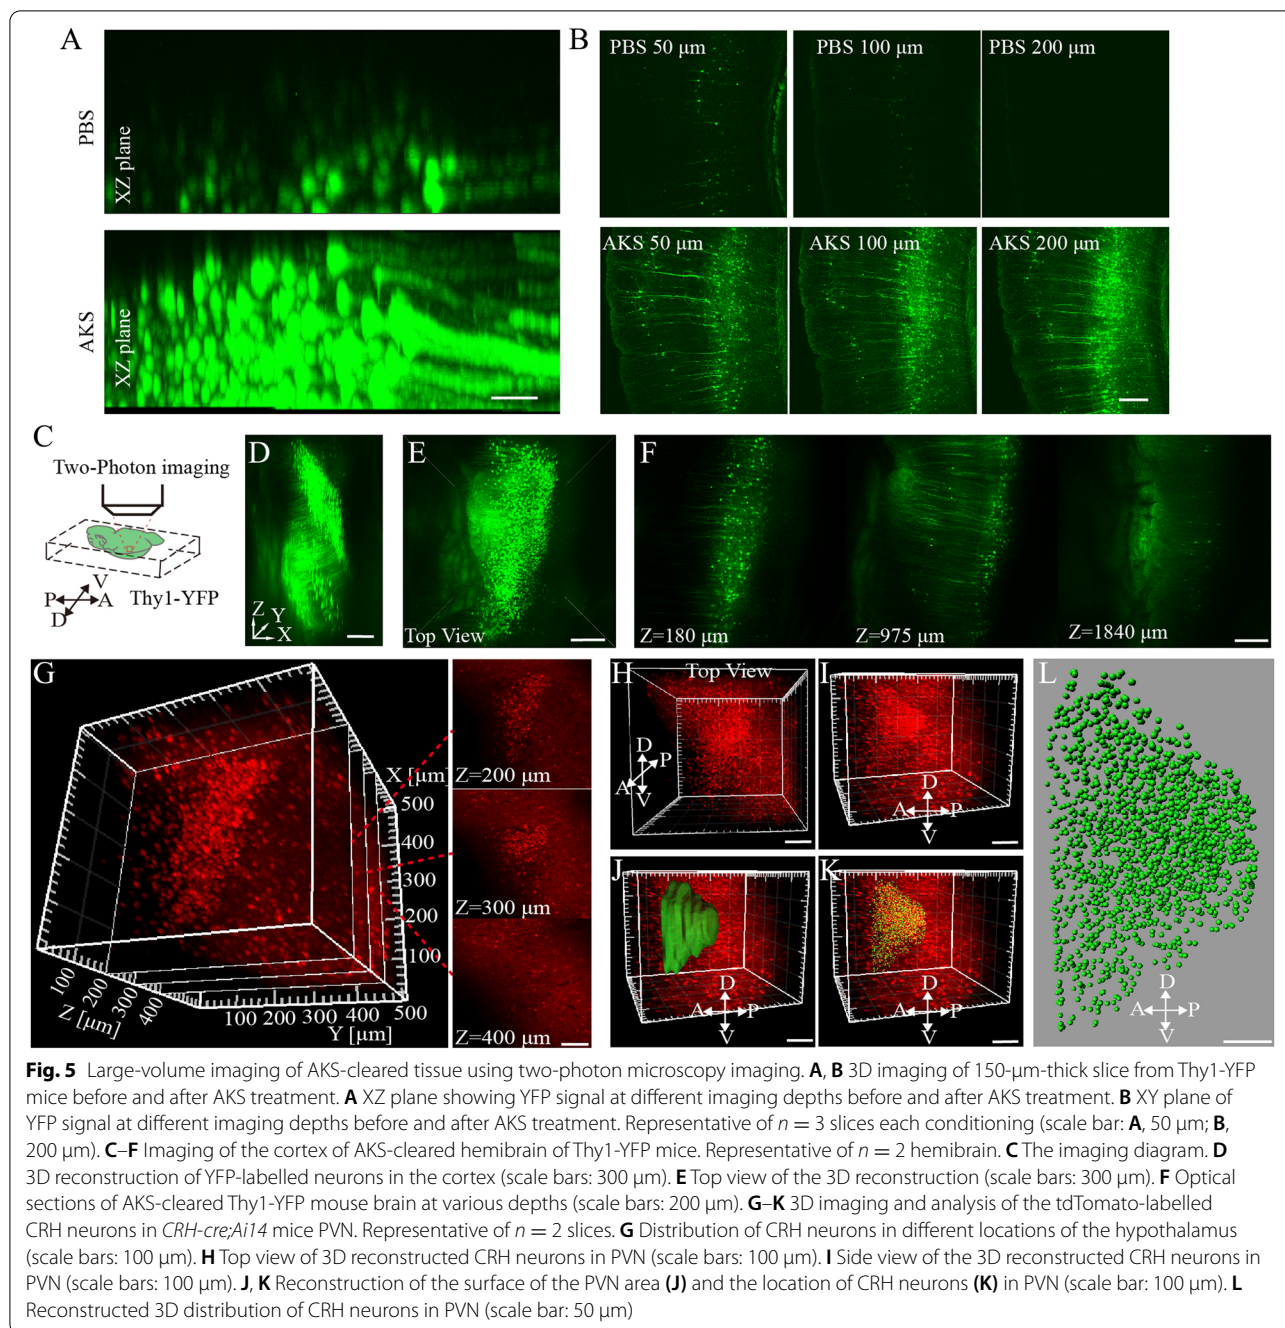 A
PBS
XZ plane
AKS
XZ plane
B
PBS 50 μm
PBS 100 μm
PBS 200 μm
AKS 50 μm
AKS 100 μm
AKS 200 μm
C
Two-Photon imaging
V
P
A
D
Thy1-YFP
D
Z
Y
X
E
Top View
F
Z=180 μm
Z=975 μm
Z=1840 μm
G
X [μm]
500
400
300
200
100
100
200
300
400
Z [μm]
100 200 300 400 500
Y [μm]
Z=200 μm
Z=300 μm
Z=400 μm
H
Top View
D
P
A
V
I
D
A
P
V
J
D
A
P
V
K
D
A
P
V
L
D
A
P
V
Fig. 5 Large-volume imaging of AKS-cleared tissue using two-photon microscopy imaging. A, B 3D imaging of 150-μm-thick slice from Thy1-YFP
mice before and after AKS treatment. A XZ plane showing YFP signal at different imaging depths before and after AKS treatment. B XY plane of
YFP signal at different imaging depths before and after AKS treatment. Representative of n = 3 slices each conditioning (scale bar: A, 50 μm; B,
200 μm). C–F Imaging of the cortex of AKS-cleared hemibrain of Thy1-YFP mice. Representative of n = 2 hemibrain. C The imaging diagram. D
3D reconstruction of YFP-labelled neurons in the cortex (scale bars: 300 μm). E Top view of the 3D reconstruction (scale bars: 300 μm). F Optical
sections of AKS-cleared Thy1-YFP mouse brain at various depths (scale bars: 200 μm). G–K 3D imaging and analysis of the tdTomato-labelled
CRH neurons in CRH-cre;Ai14 mice PVN. Representative of n = 2 slices. G Distribution of CRH neurons in different locations of the hypothalamus
(scale bars: 100 μm). H Top view of 3D reconstructed CRH neurons in PVN (scale bars: 100 μm). I Side view of the 3D reconstructed CRH neurons in
PVN (scale bars: 100 μm). J, K Reconstruction of the surface of the PVN area (J) and the location of CRH neurons (K) in PVN (scale bar: 100 μm). L
Reconstructed 3D distribution of CRH neurons in PVN (scale bar: 50 μm)